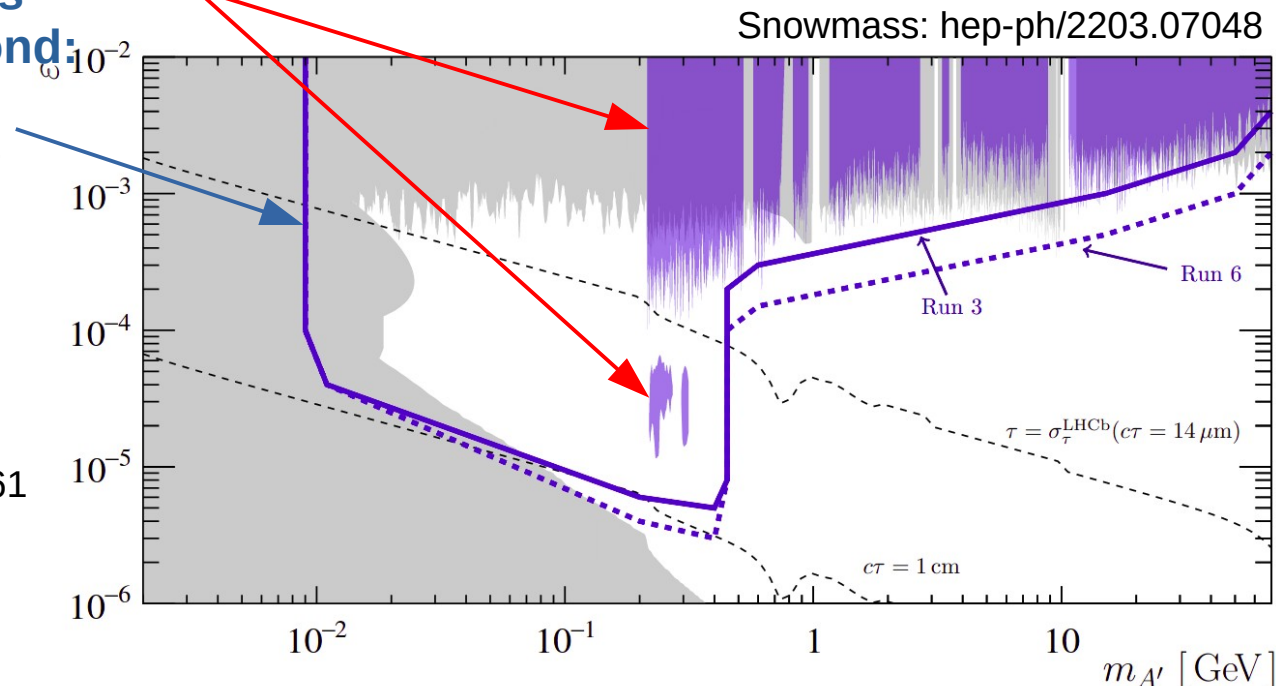 s
ond:
Snowmass: hep-ph/2203.07048
ε
10⁻²
10⁻³
10⁻⁴
10⁻⁵
10⁻⁶
61
Run 6
Run 3
τ = σ_τ^LHCb(cτ = 14 μm)
cτ = 1 cm
10⁻² 10⁻¹ 1 10
m_A′ [GeV]